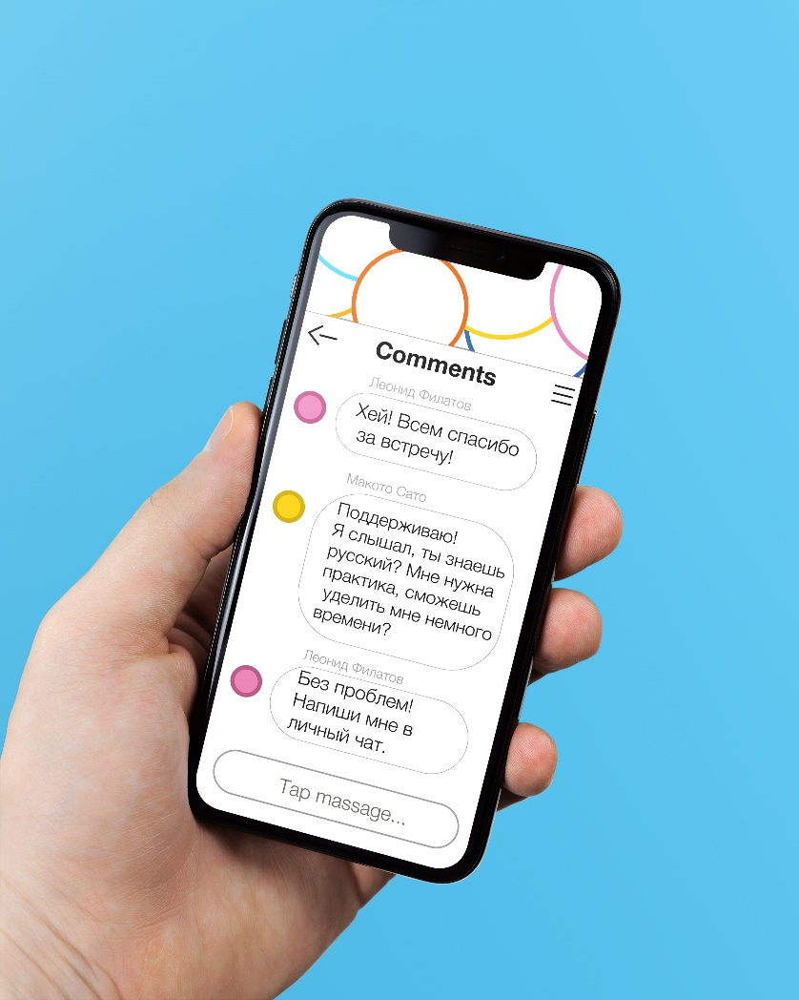 Comments
Леонид Филатов
Хей! Всем спасибо
за встречу!
Макото Сато
Поддерживаю!
Я слышал, ты знаешь
русский? Мне нужна
практика, сможешь
уделить мне немного
времени?
Леонид Филатов
Без проблем!
Напиши мне в
личный чат.
Tap massage...